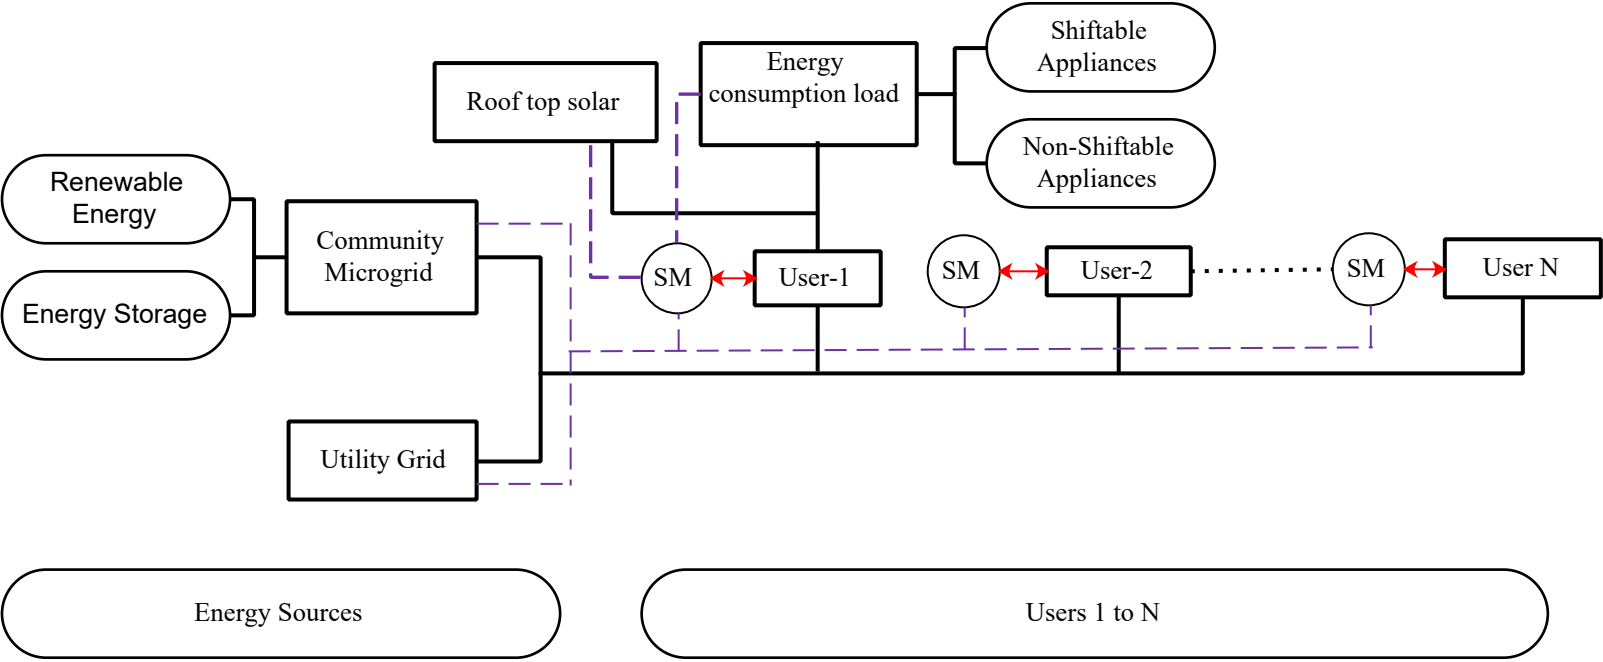 Shiftable
Appliances
Energy
consumption load
Roof top solar
Non-Shiftable
Appliances
Renewable
Energy
Community
Microgrid
Energy Storage
SM
User-1
SM
User-2
SM
User N
Utility Grid
Energy Sources
Users 1 to N